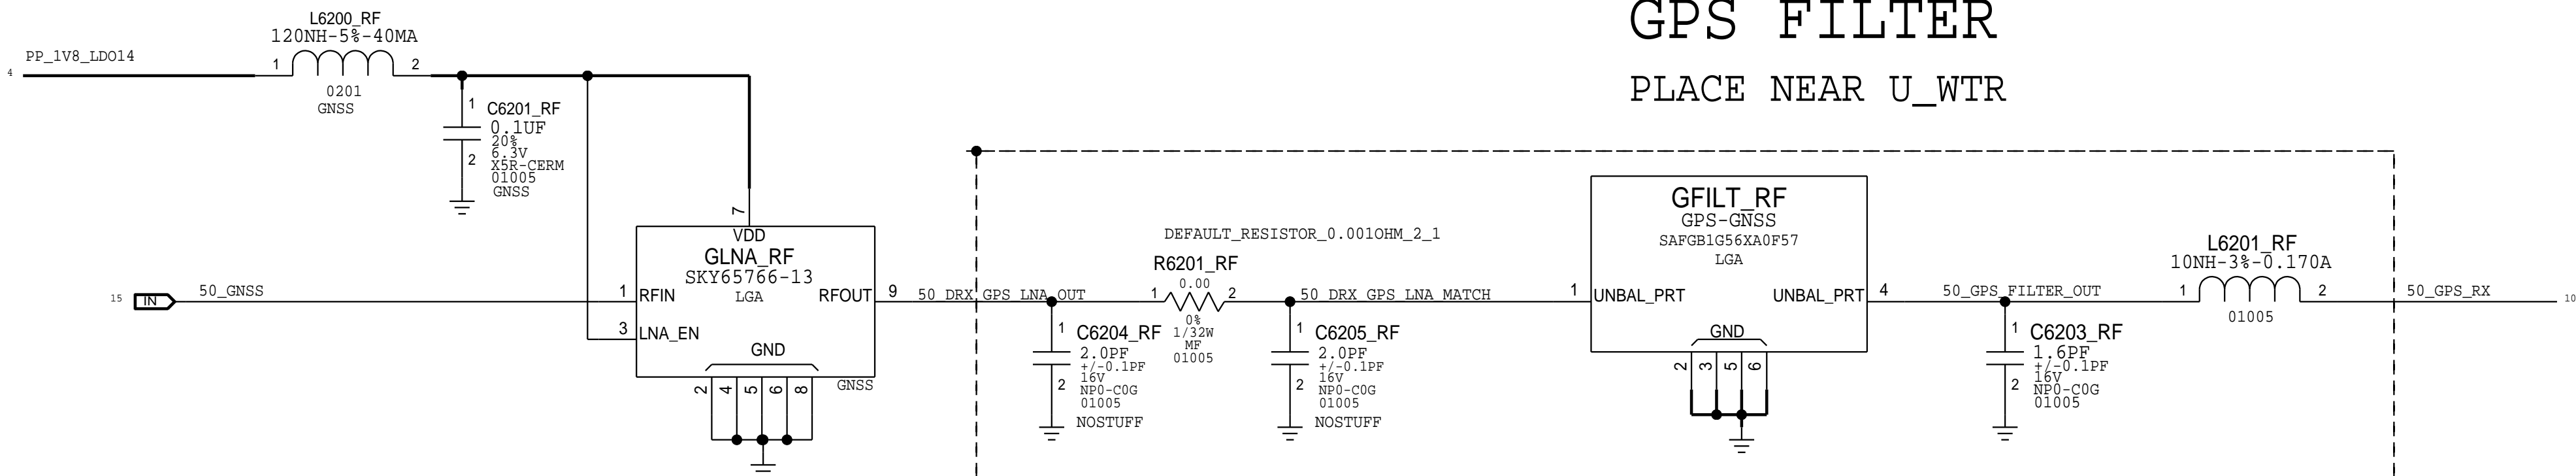 GPS FILTER
PLACE NEAR U_WTR
L6200_RF
120NH-5%-40MA
PP_1V8_LDO14
4
1
2
0201
GNSS
1
C6201_RF
0.1UF
20%
6.3V
X5R-CERM
01005
GNSS
2
7
VDD
GLNA_RF
SKY65766-13
LGA
15
IN
50_GNSS
1
RFIN
RFOUT
9
3
LNA_EN
GND
GNSS
2
4
5
6
8
50_DRX_GPS_LNA_OUT
DEFAULT_RESISTOR_0.001OHM_2_1
R6201_RF
0.00
1
2
0%
1/32W
MF
01005
50_DRX_GPS_LNA_MATCH
1
C6204_RF
2.0PF
+/-0.1PF
16V
NP0-C0G
01005
2
NOSTUFF
1
C6205_RF
2.0PF
+/-0.1PF
16V
NP0-C0G
01005
2
NOSTUFF
GFILT_RF
GPS-GNSS
SAFGB1G56XA0F57
LGA
1
UNBAL_PRT
UNBAL_PRT
4
GND
2
3
5
6
50_GPS_FILTER_OUT
1
C6203_RF
1.6PF
+/-0.1PF
16V
NP0-C0G
01005
2
L6201_RF
10NH-3%-0.170A
1
2
01005
50_GPS_RX
10